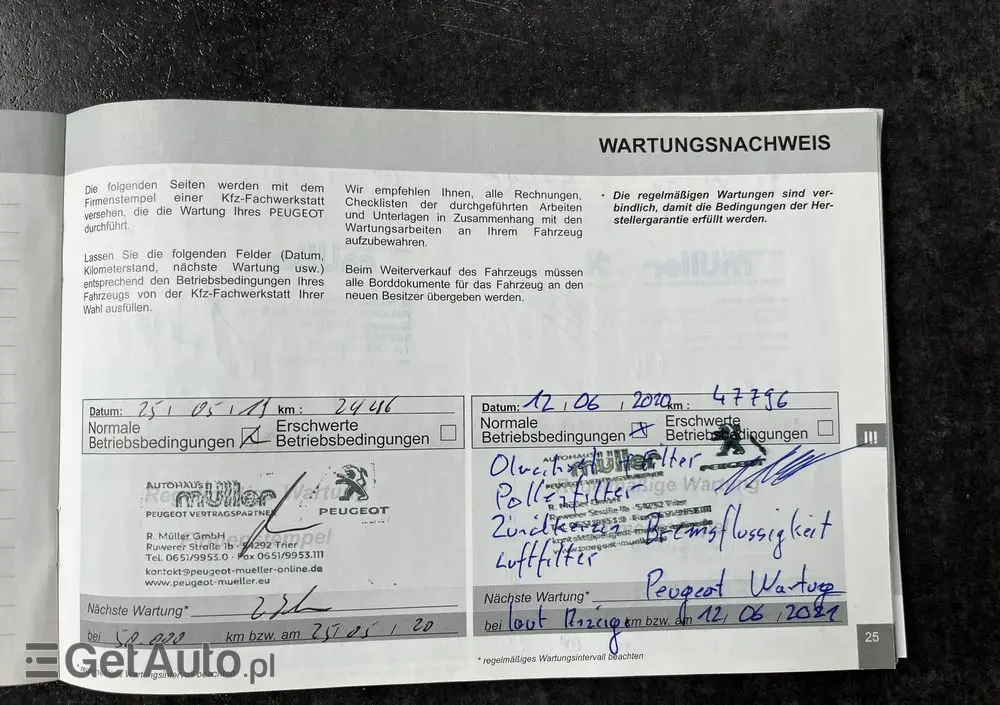 WARTUNGSNACHWEIS
Die folgenden Seiten werden mit dem
Firmenstempel einer Kfz-Fachwerkstatt
versehen, die die Wartung Ihres PEUGEOT
durchführt.
Lassen Sie die folgenden Felder (Datum,
Kilometerstand, nächste Wartung usw.)
entsprechend den Betriebsbedingungen Ihres
Fahrzeugs von der Kfz-Fachwerkstatt Ihrer
Wahl ausfüllen.
Wir empfehlen Ihnen, alle Rechnungen,
Checklisten der durchgeführten Arbeiten
und Unterlagen in Zusammenhang mit den
Wartungsarbeiten an Ihrem Fahrzeug
aufzubewahren.
Beim Weiterverkauf des Fahrzeugs müssen
alle Borddokumente für das Fahrzeug an den
neuen Besitzer übergeben werden.
• Die regelmäßigen Wartungen sind ver-
bindlich, damit die Bedingungen der Her-
stellergarantie erfüllt werden.
Datum: 25 / 05 / 19 km :
Normale
Betriebsbedingungen
Erschwerte
Betriebsbedingungen
AUTOHAUS
müller
PEUGEOT VERTRAGSPARTNER
PEUGEOT
R. Müller GmbH
Ruwerer Straße 1b · 54292 Trier
Tel. 0651/9953.0 · Fax 0651/9953.111
kontakt@peugeot-mueller-online.de
www.peugeot-mueller.eu
Nächste Wartung*
bei 50.000 km bzw. am 25 / 05 / 20
Datum: 12 / 06 / 2020 km : 47796
Normale
Betriebsbedingungen
Erschwerte
Betriebsbedingungen
AUTOHAUS
müller
Filter
Pollenfilter
Zündkerzen Bremsflüssigkeit
Luftfilter
Nächste Wartung* Peugeot Wartung
bei laut Anzeige km bzw. am 12 / 06 / 2021
* regelmäßiges Wartungsintervall beachten
III
25
GetAuto.pl